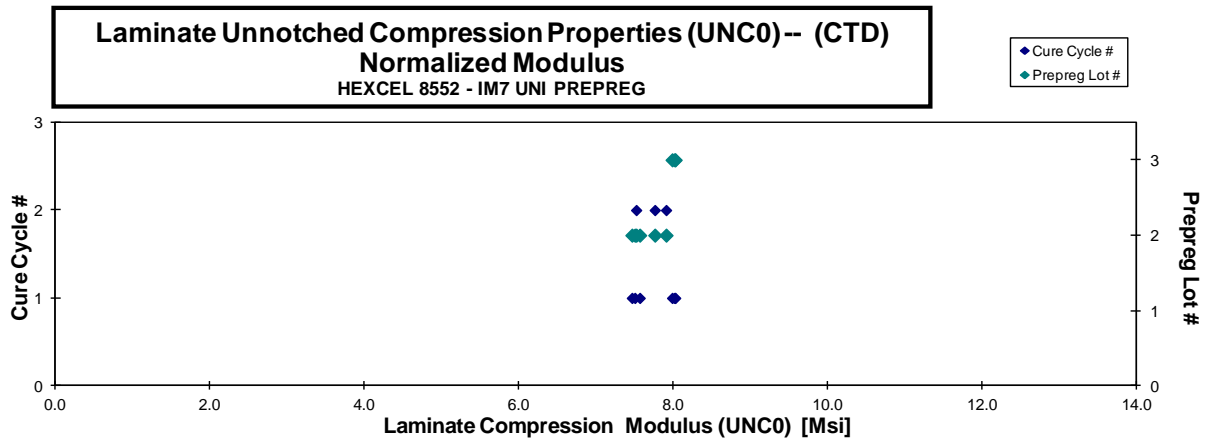 Laminate Unnotched Compression Properties (UNC0) -- (CTD)
Normalized Modulus
HEXCEL 8552 - IM7 UNI PREPREG
Cure Cycle #
Prepreg Lot #
3
2
1
0
Cure Cycle #
3
2
1
0
Prepreg Lot #
0.0 2.0 4.0 6.0 8.0 10.0 12.0 14.0
Laminate Compression Modulus (UNC0) [Msi]